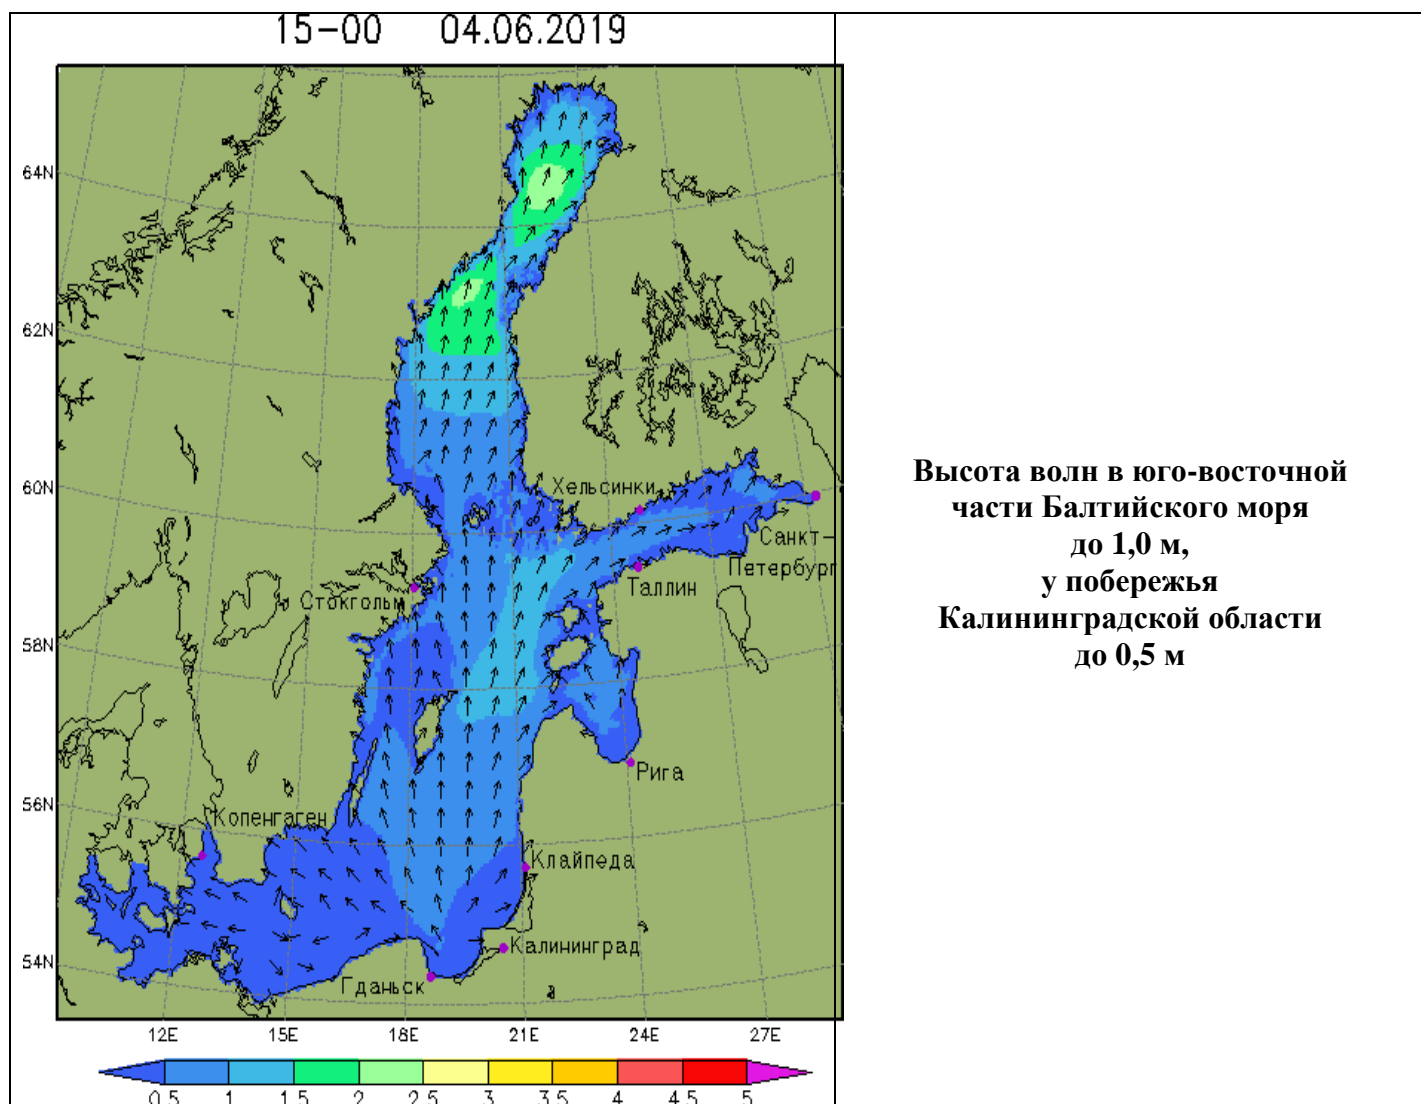 15-00 04.06.2019
64N
62N
60N
58N
56N
54N
Хельсинки
Санкт-
Петербург
Таллин
Стокгольм
Рига
Копенгаген
Клайпеда
Калининград
Гданьск
12E 15E 18E 21E 24E 27E
0.5 1 1.5 2 2.5 3 3.5 4 4.5 5
Высота волн в юго-восточной
части Балтийского моря
до 1,0 м,
у побережья
Калининградской области
до 0,5 м